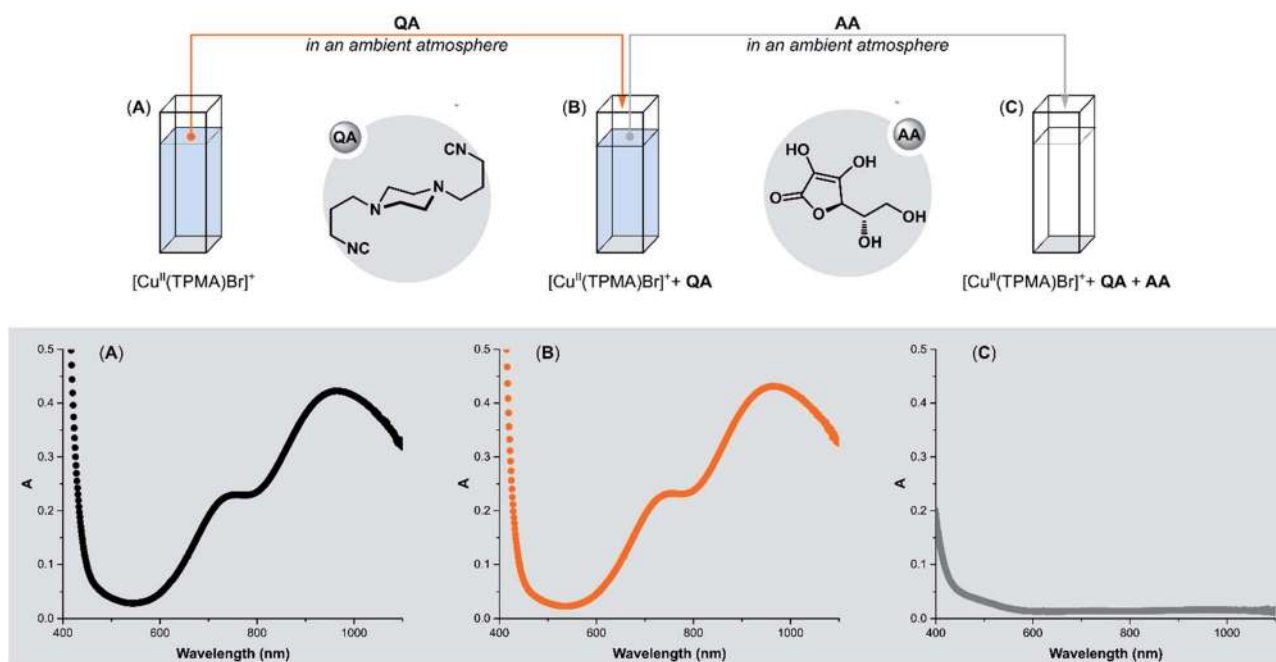 QA
in an ambient atmosphere
AA
in an ambient atmosphere
(A)
(B)
(C)
QA
CN
N
N
NC
AA
HO
OH
O
O
OH
OH
[Cuᴵᴵ(TPMA)Br]⁺
[Cuᴵᴵ(TPMA)Br]⁺ + QA
[Cuᴵᴵ(TPMA)Br]⁺ + QA + AA
(A)
0.5
0.4
0.3
0.2
0.1
0.0
A
400 600 800 1000
Wavelength (nm)
(B)
0.5
0.4
0.3
0.2
0.1
0.0
A
400 600 800 1000
Wavelength (nm)
(C)
0.5
0.4
0.3
0.2
0.1
0.0
A
400 500 600 700 800 900 1000
Wavelength (nm)